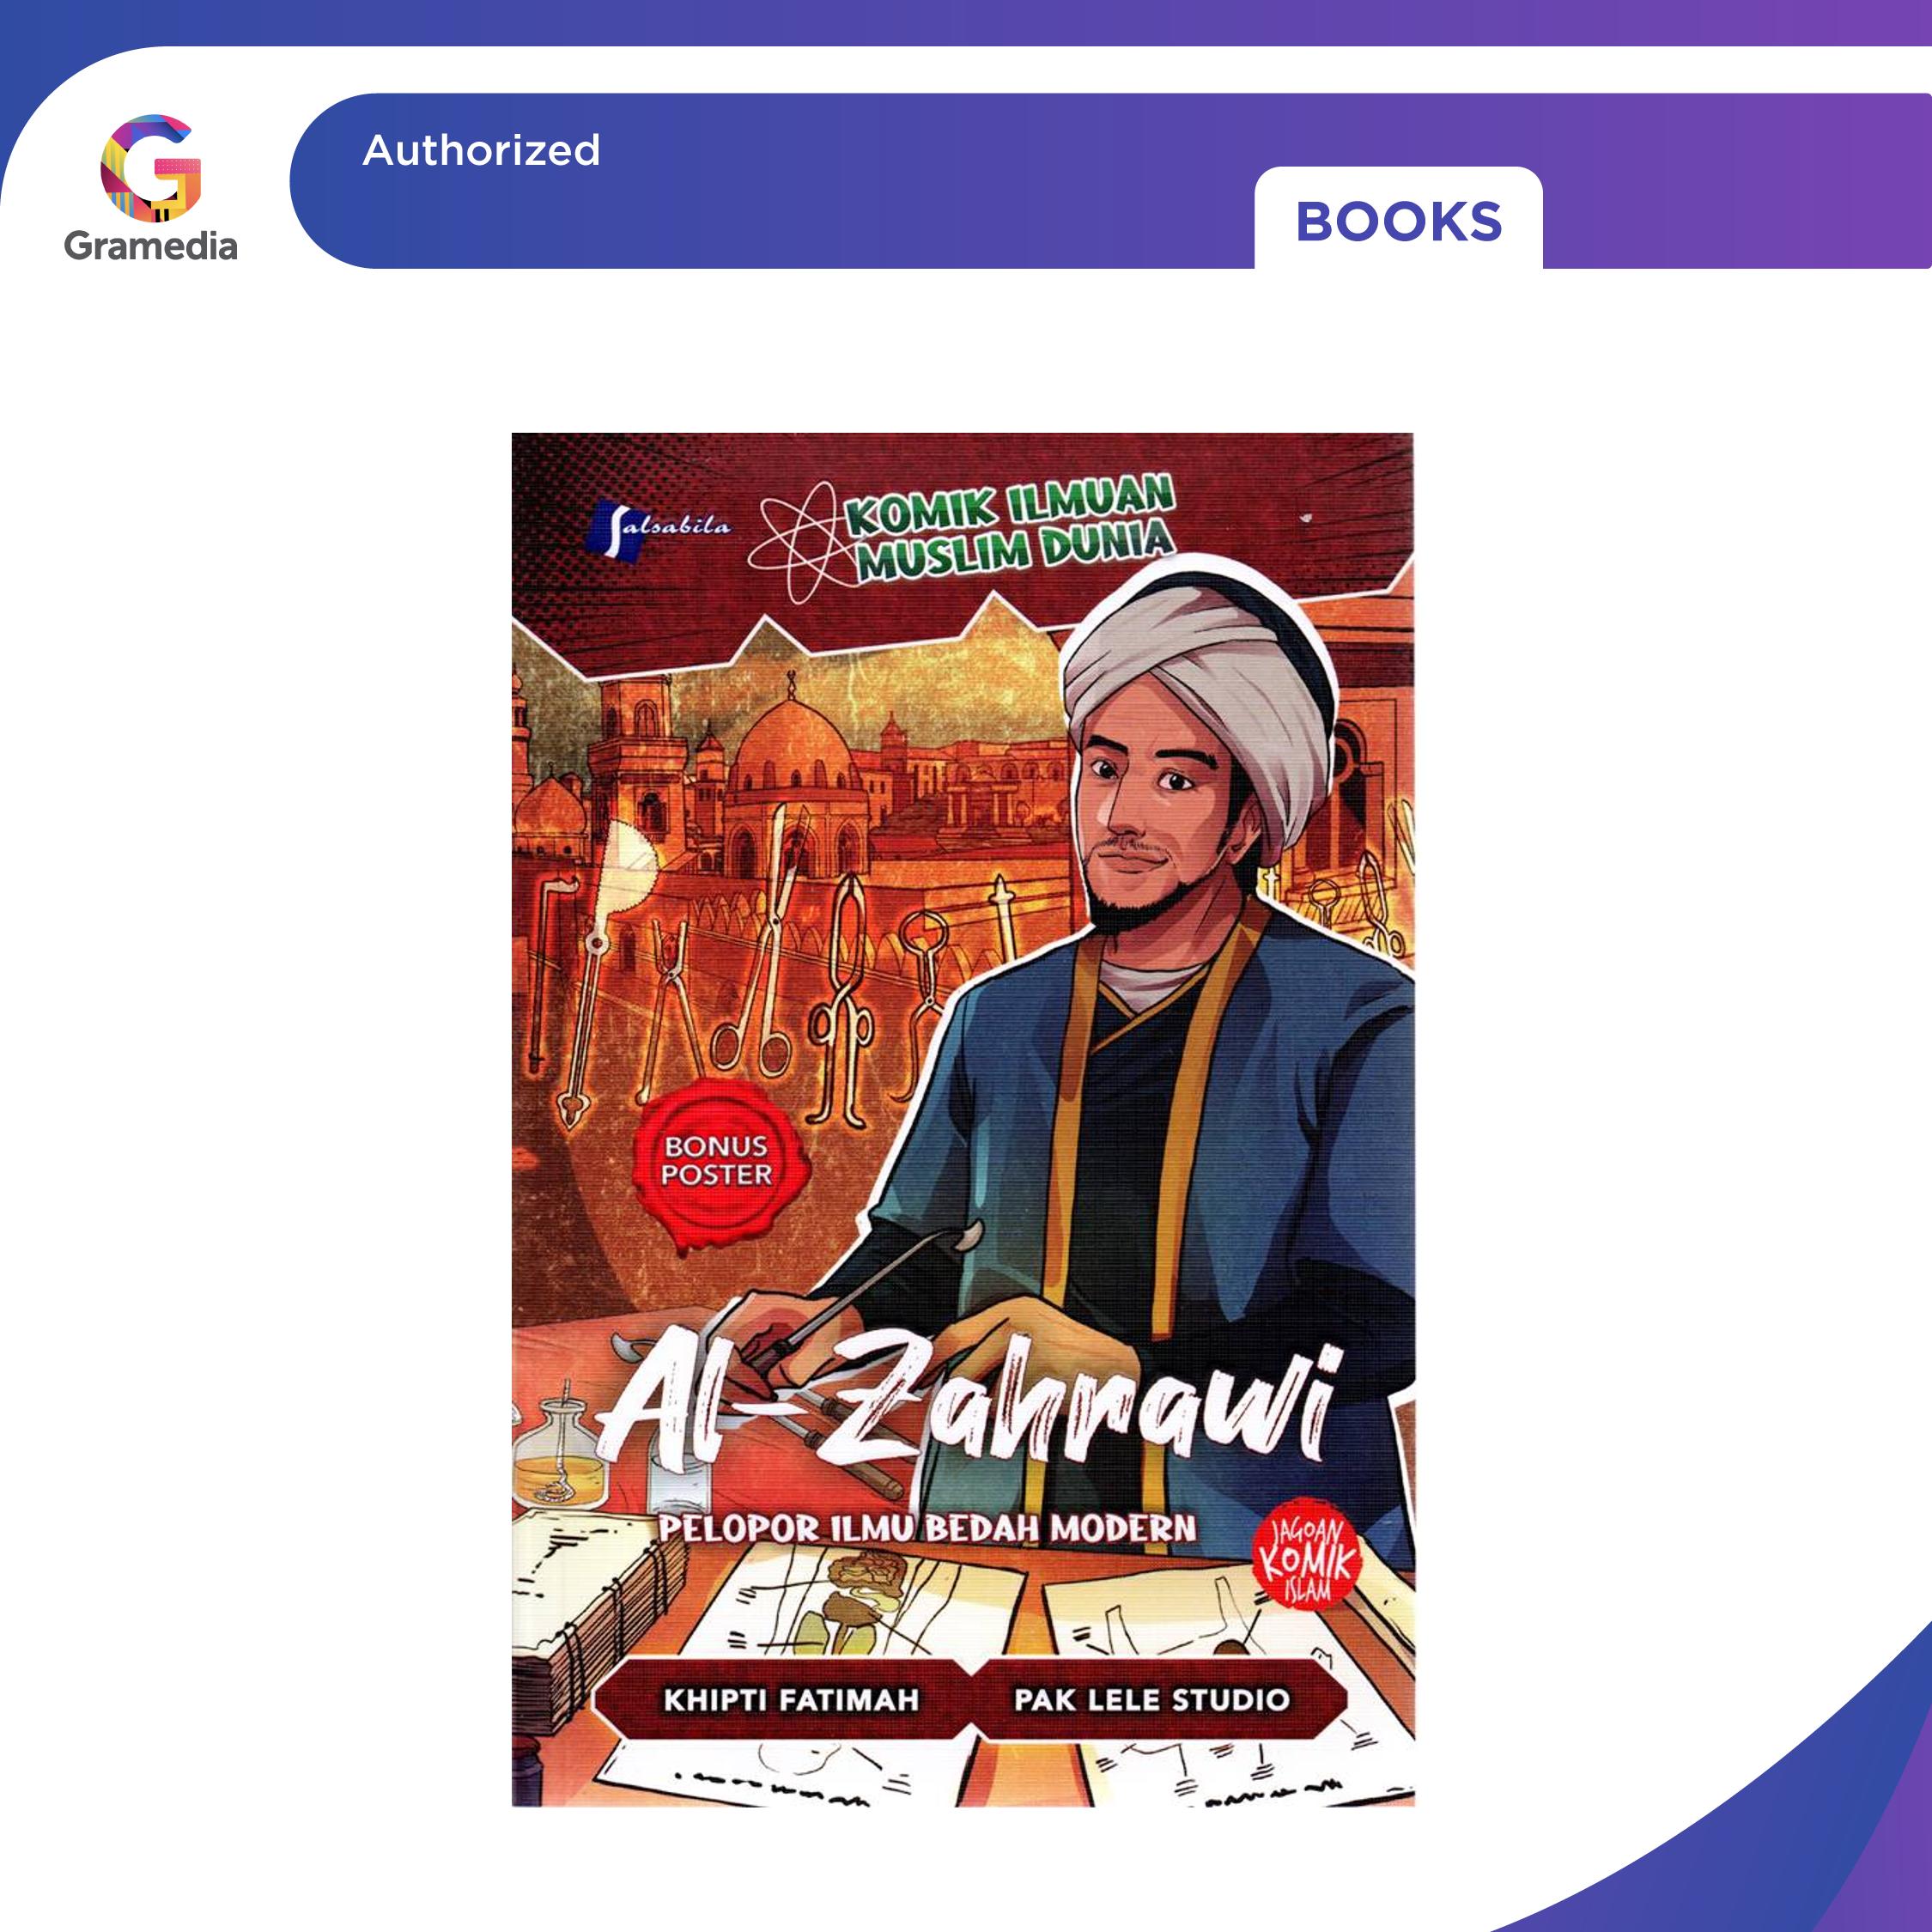 Gramedia
Authorized
BOOKS
Salsabila
KOMIK ILMUAN
MUSLIM DUNIA
BONUS
POSTER
Al-Zahrawi
PELOPOR ILMU BEDAH MODERN
JAGOAN
KOMIK
ISLAM
KHIPTI FATIMAH
PAK LELE STUDIO